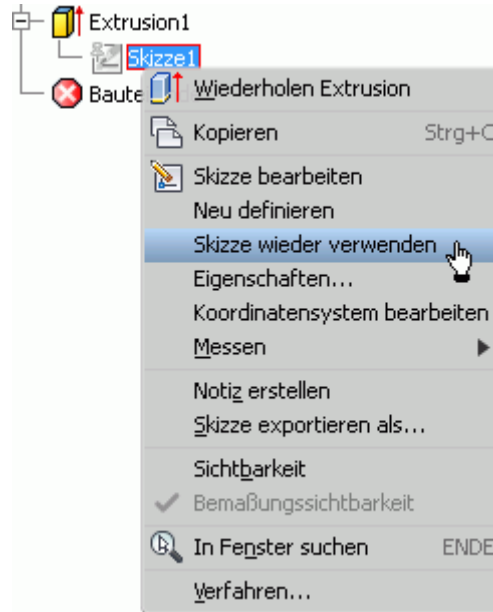 Extrusion1
Skizze1
Baute
Wiederholen Extrusion
Kopieren Strg+C
Skizze bearbeiten
Neu definieren
Skizze wieder verwenden
Eigenschaften...
Koordinatensystem bearbeiten
Messen
Notiz erstellen
Skizze exportieren als...
Sichtbarkeit
Bemaßungssichtbarkeit
In Fenster suchen ENDE
Verfahren...